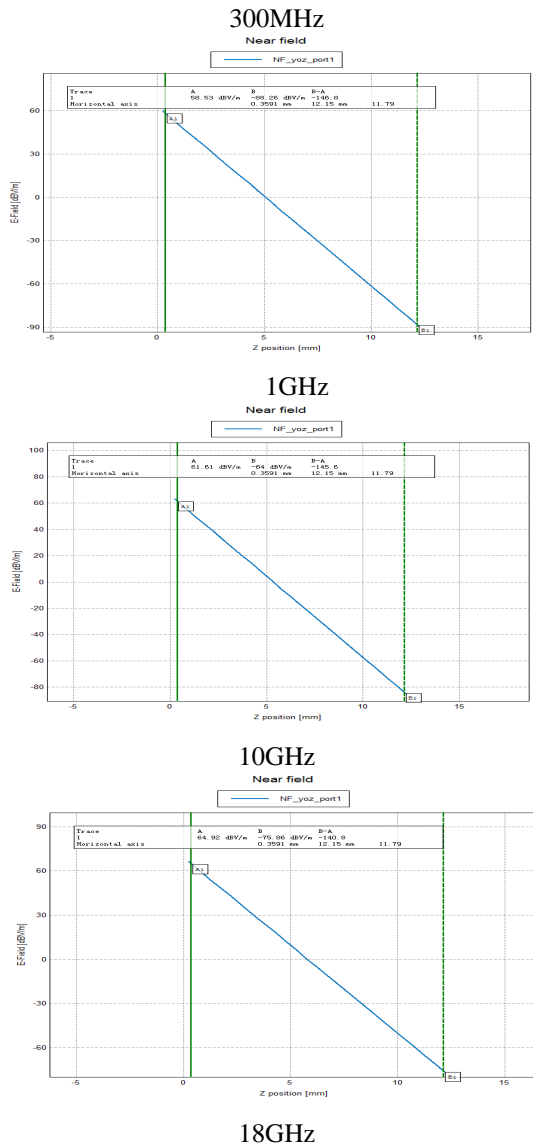 300MHz
Near field
NF_yoz_port1
Trace A B B-A
1 58.53 dBV/m -88.26 dBV/m -146.8
Horizontal axis 0.3591 mm 12.15 mm 11.79
A1
60
30
0
-30
-60
-90
E-Field [dBV/m]
B1
-5 0 5 10 15
Z position [mm]
1GHz
Near field
NF_yoz_port1
Trace A B B-A
1 61.61 dBV/m -84 dBV/m -145.6
Horizontal axis 0.3591 mm 12.15 mm 11.79
A1
100
80
60
40
20
0
-20
-40
-60
-80
E-Field [dBV/m]
B1
-5 0 5 10 15
Z position [mm]
10GHz
Near field
NF_yoz_port1
Trace A B B-A
1 64.92 dBV/m -75.86 dBV/m -140.8
Horizontal axis 0.3591 mm 12.15 mm 11.79
A1
90
60
30
0
-30
-60
E-Field [dBV/m]
B1
-5 0 5 10 15
Z position [mm]
18GHz